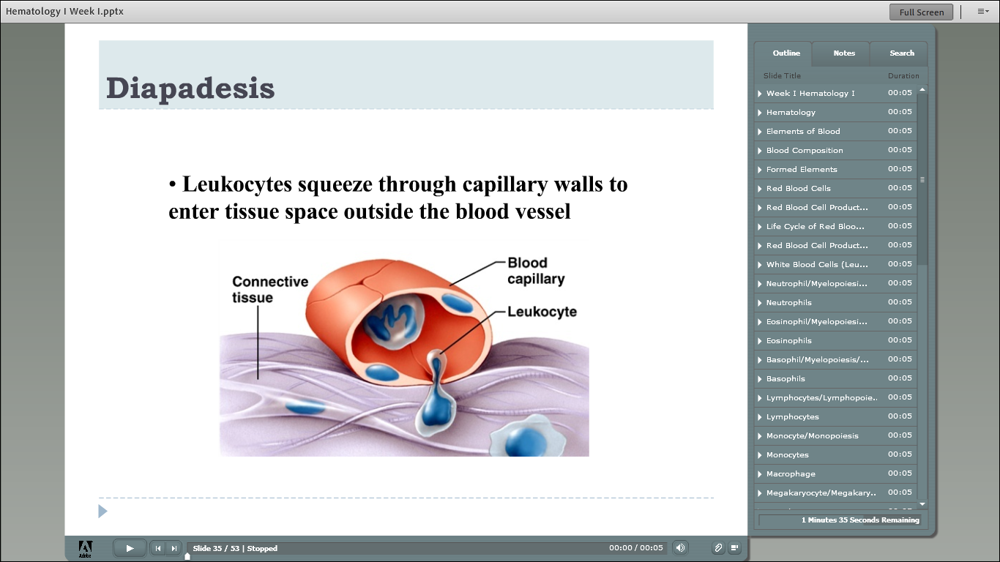 Hematology I Week I.pptx
Full Screen
Diapadesis
• Leukocytes squeeze through capillary walls to
enter tissue space outside the blood vessel
Connective
tissue
Blood
capillary
Leukocyte
Outline Notes Search
Slide Title Duration
Week I Hematology I 00:05
Hematology 00:05
Elements of Blood 00:05
Blood Composition 00:05
Formed Elements 00:05
Red Blood Cells 00:05
Red Blood Cell Product... 00:05
Life Cycle of Red Bloo... 00:05
Red Blood Cell Product... 00:05
White Blood Cells (Leu... 00:05
Neutrophil/Myelopoiesi... 00:05
Neutrophils 00:05
Eosinophil/Myelopoiesi... 00:05
Eosinophils 00:05
Basophil/Myelopoiesis/... 00:05
Basophils 00:05
Lymphocytes/Lymphopoie.. 00:05
Lymphocytes 00:05
Monocyte/Monopoiesis 00:05
Monocytes 00:05
Macrophage 00:05
Megakaryocyte/Megakary.. 00:05
1 Minutes 35 Seconds Remaining
Adobe
Slide 35 / 53 | Stopped 00:00 / 00:05